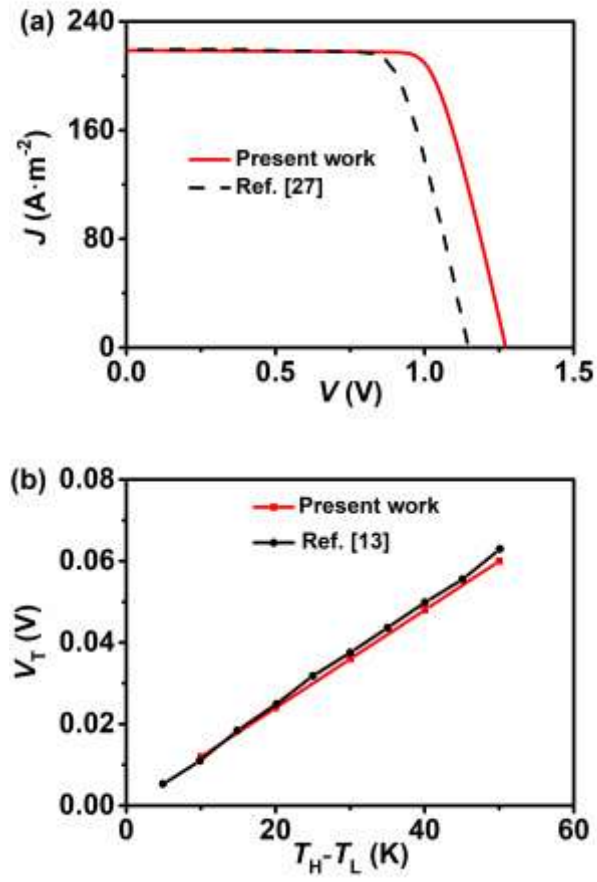 (a)
240
160
80
0
J (A·m⁻²)
Present work
Ref. [27]
0.0 0.5 1.0 1.5
V (V)
(b)
0.08
0.06
0.04
0.02
0.00
V_T (V)
Present work
Ref. [13]
0 20 40 60
T_H-T_L (K)